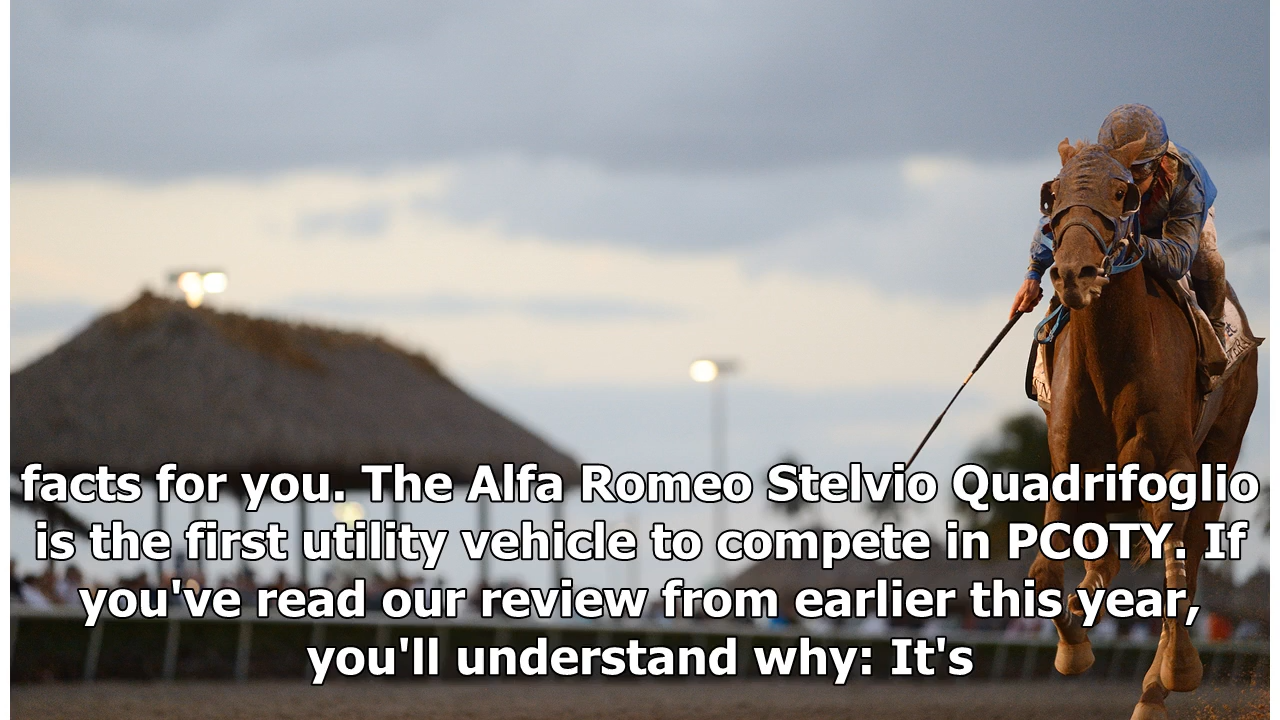 facts for you. The Alfa Romeo Stelvio Quadrifoglio
is the first utility vehicle to compete in PCOTY. If
you've read our review from earlier this year,
you'll understand why: It's